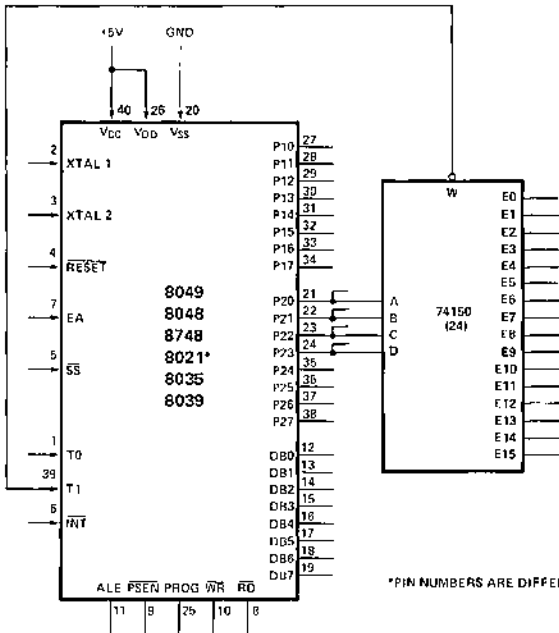 +5V GND
40 26 20
VCC VDD VSS
2 XTAL 1
3 XTAL 2
4 RESET
7 EA
5 SS
1 T0
39 T1
6 INT
8049
8048
8748
8021*
8035
8039
P10 27
P11 28
P12 29
P13 30
P14 31
P15 32
P16 33
P17 34
P20 21
P21 22
P22 23
P23 24
P24 35
P25 36
P26 37
P27 38
DB0 12
DB1 13
DB2 14
DB3 15
DB4 16
DB5 17
DB6 18
DB7 19
ALE PSEN PROG WR RD
11 9 25 10 8
W
A
B
C
D
74150
(24)
E0
E1
E2
E3
E4
E5
E6
E7
E8
E9
E10
E11
E12
E13
E14
E15
*PIN NUMBERS ARE DIFFE